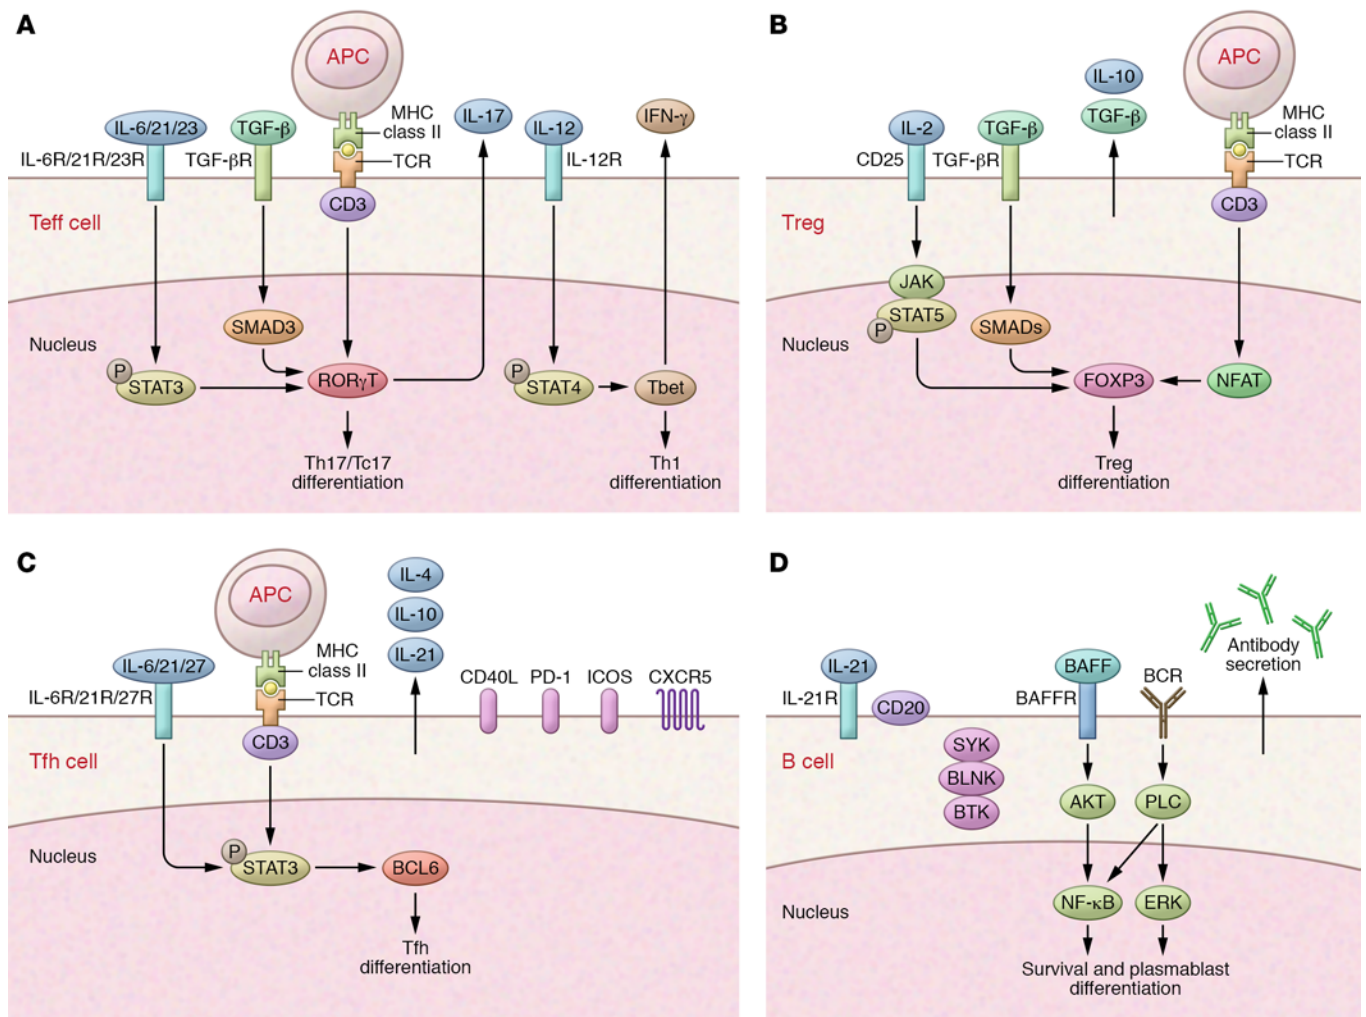 A
APC
MHC
class II
IL-6/21/23
TGF-β
IL-17
IL-12
IFN-γ
IL-6R/21R/23R
TGF-βR
TCR
IL-12R
CD3
Teff cell
Nucleus
SMAD3
P
STAT3
RORγT
P
STAT4
Tbet
Th17/Tc17
differentiation
Th1
differentiation
B
APC
IL-10
TGF-β
MHC
class II
IL-2
TGF-β
CD25
TGF-βR
TCR
CD3
Treg
JAK
STAT5
P
SMADs
Nucleus
FOXP3
NFAT
Treg
differentiation
C
APC
IL-4
IL-10
IL-21
MHC
class II
IL-6/21/27
IL-6R/21R/27R
TCR
CD40L
PD-1
ICOS
CXCR5
CD3
Tfh cell
Nucleus
P
STAT3
BCL6
Tfh
differentiation
D
Antibody
secretion
IL-21
BAFF
BCR
IL-21R
CD20
BAFFR
SYK
BLNK
BTK
B cell
AKT
PLC
Nucleus
NF-κB
ERK
Survival and plasmablast
differentiation